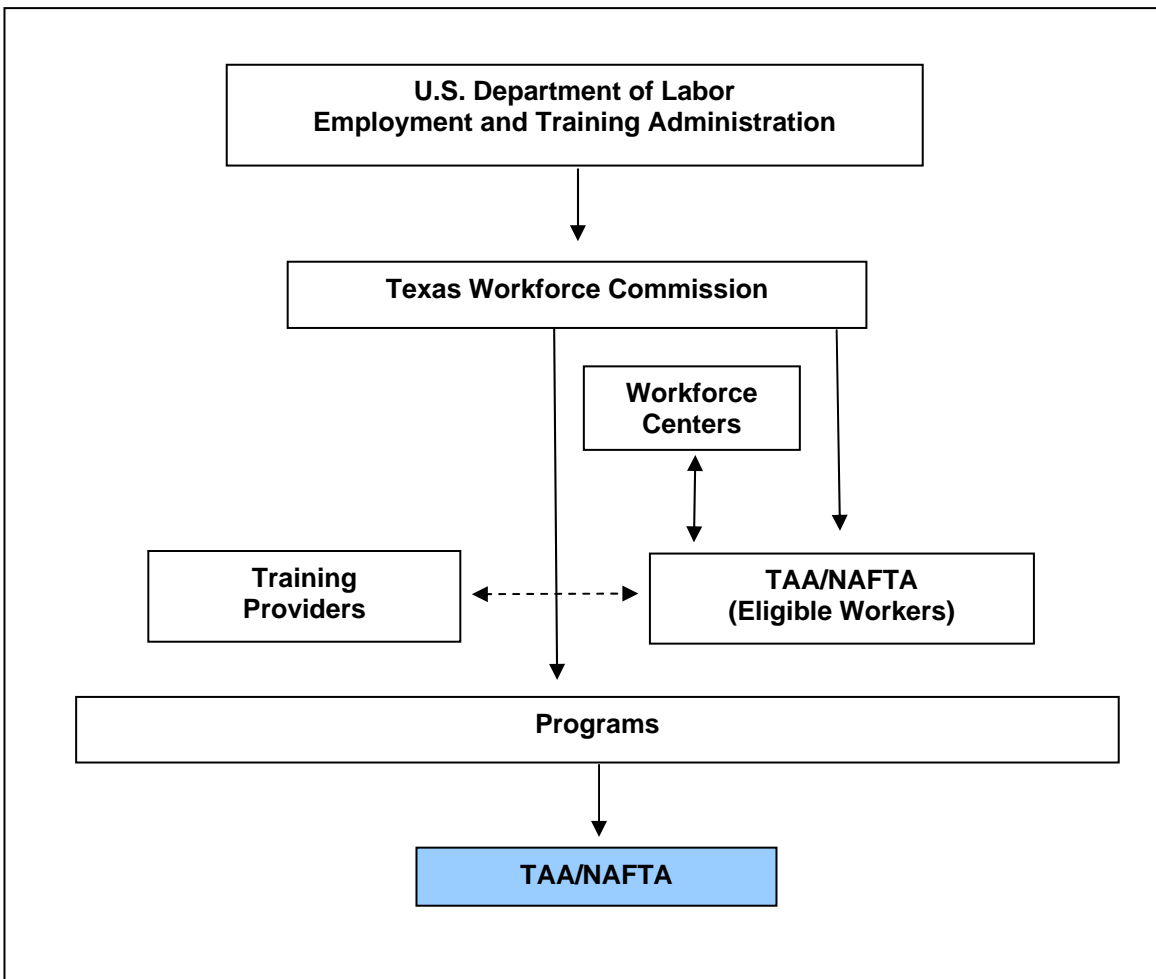 U.S. Department of Labor
Employment and Training Administration
Texas Workforce Commission
Workforce
Centers
Training
Providers
TAA/NAFTA
(Eligible Workers)
Programs
TAA/NAFTA